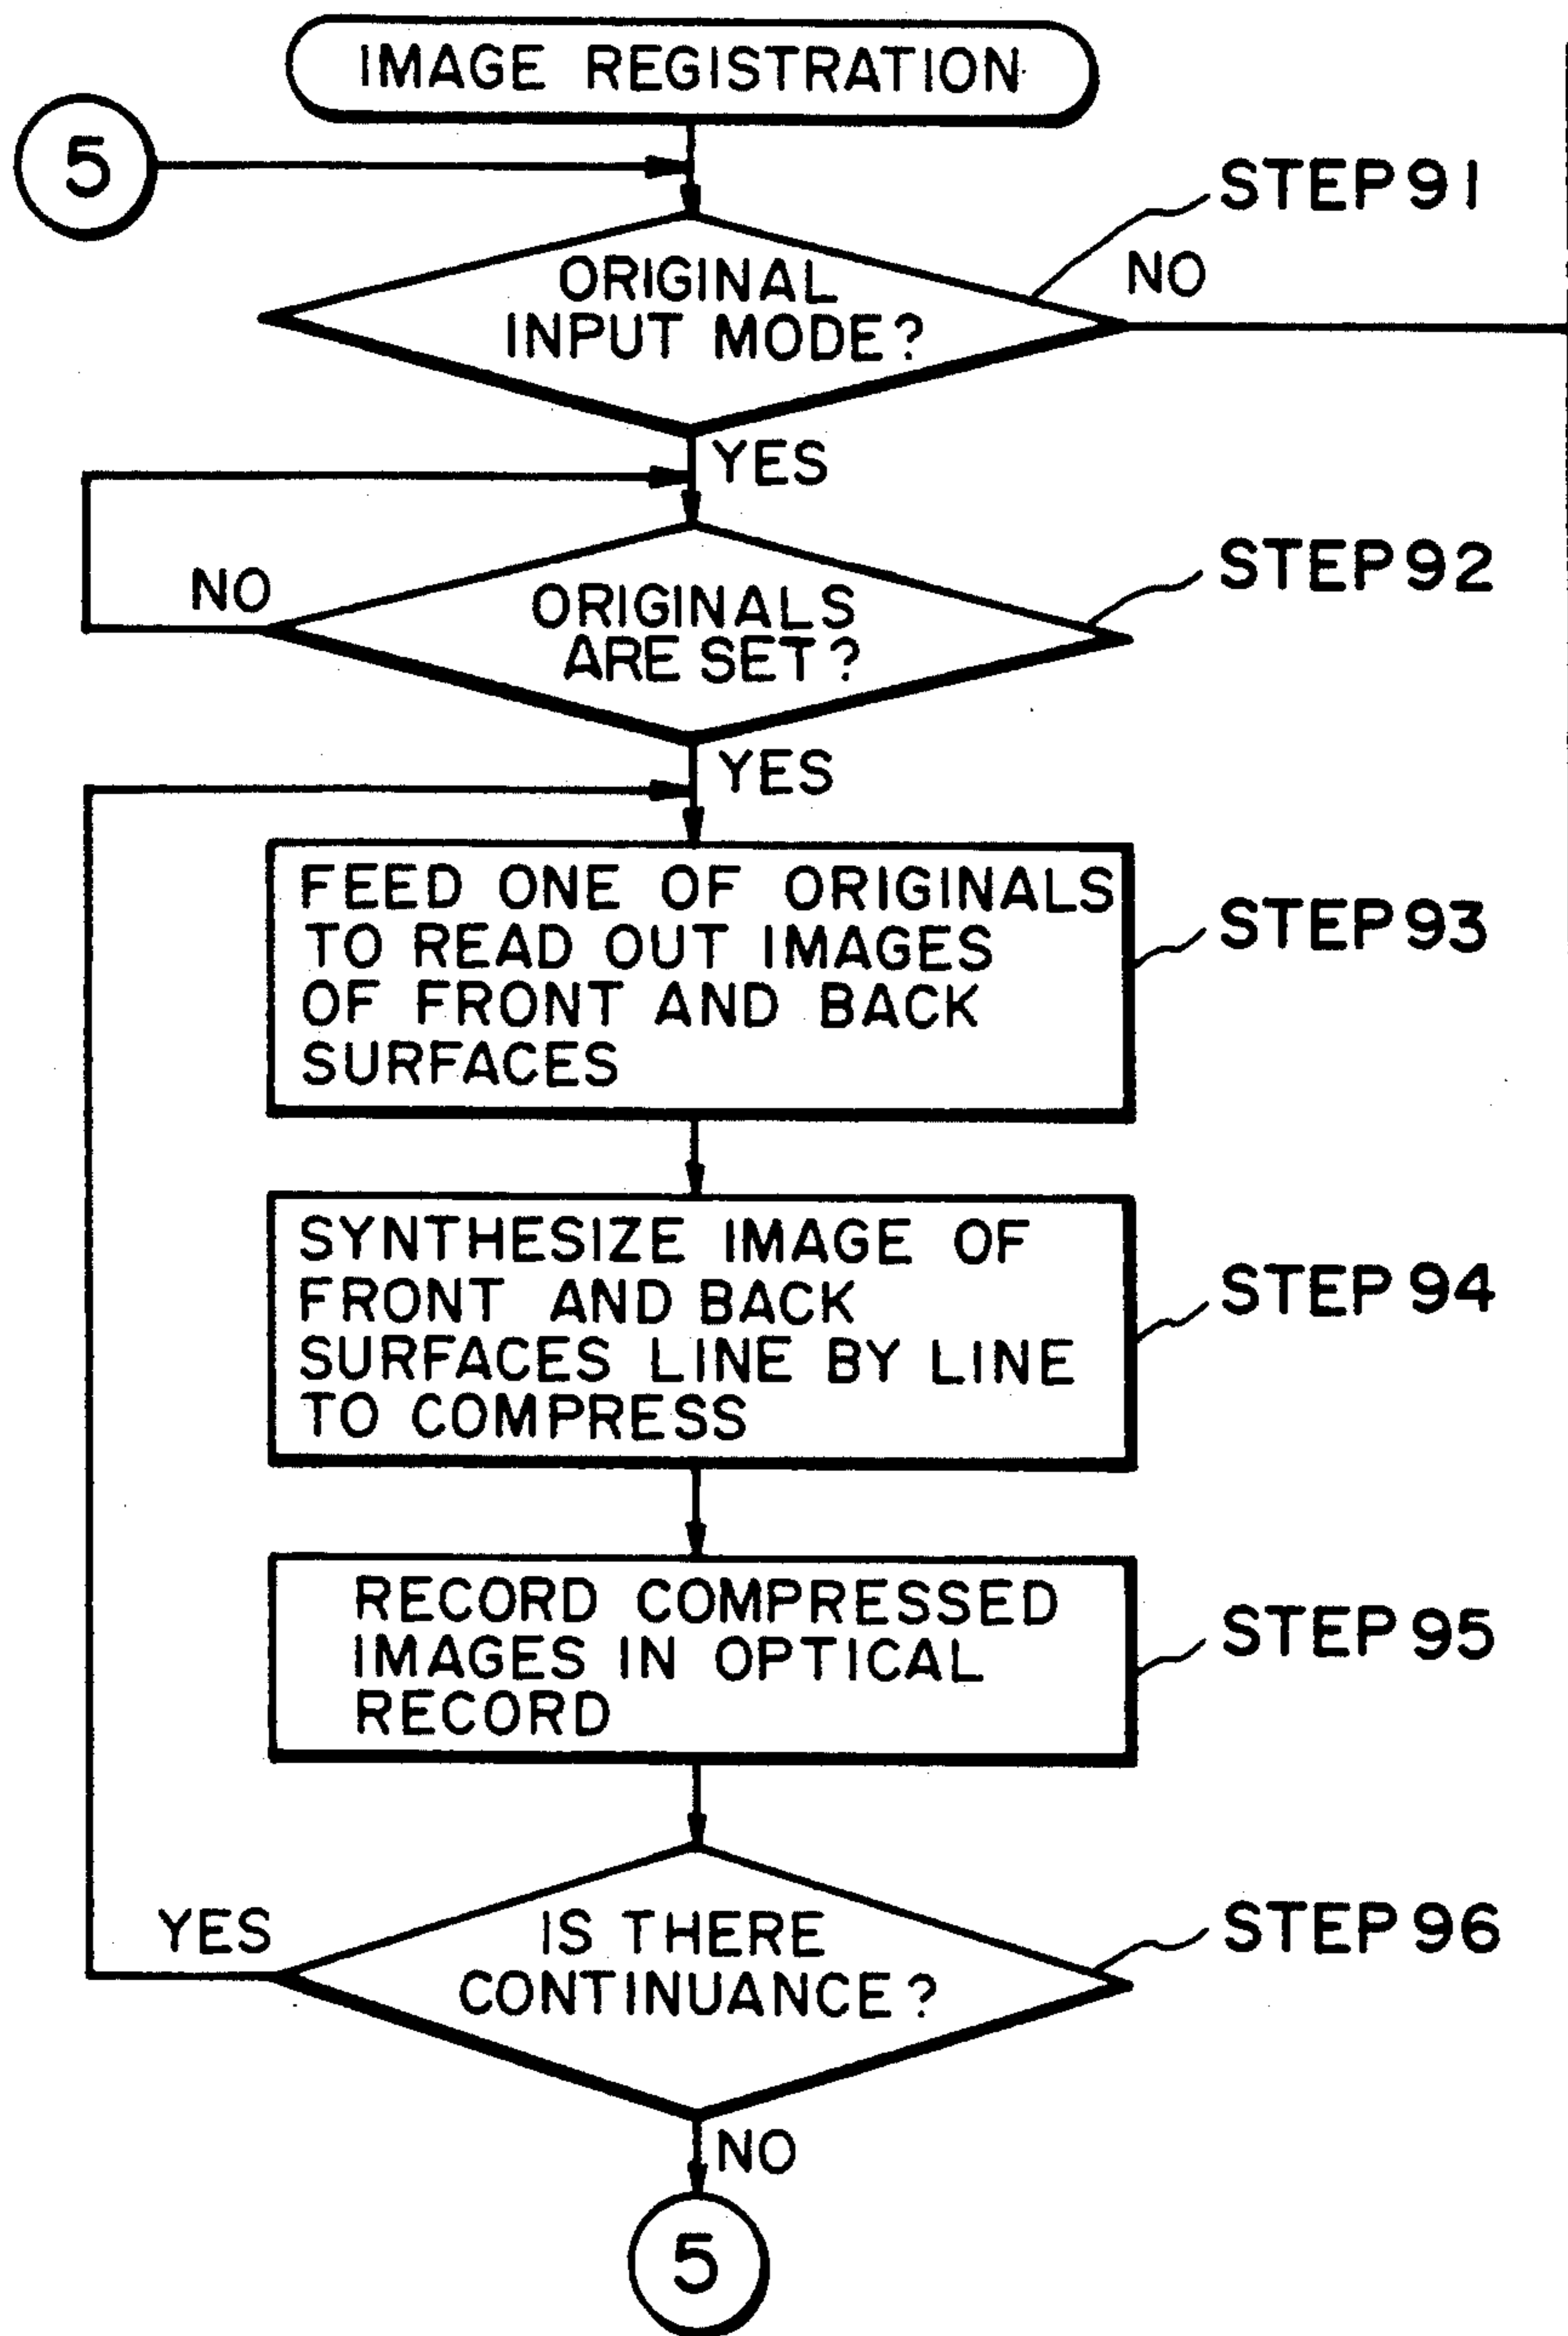 IMAGE REGISTRATION
5
STEP 91
ORIGINAL
INPUT MODE?
NO
YES
STEP 92
NO
ORIGINALS
ARE SET?
YES
FEED ONE OF ORIGINALS
TO READ OUT IMAGES
OF FRONT AND BACK
SURFACES
STEP 93
SYNTHESIZE IMAGE OF
FRONT AND BACK
SURFACES LINE BY LINE
TO COMPRESS
STEP 94
RECORD COMPRESSED
IMAGES IN OPTICAL
RECORD
STEP 95
YES
IS THERE
CONTINUANCE?
STEP 96
NO
5